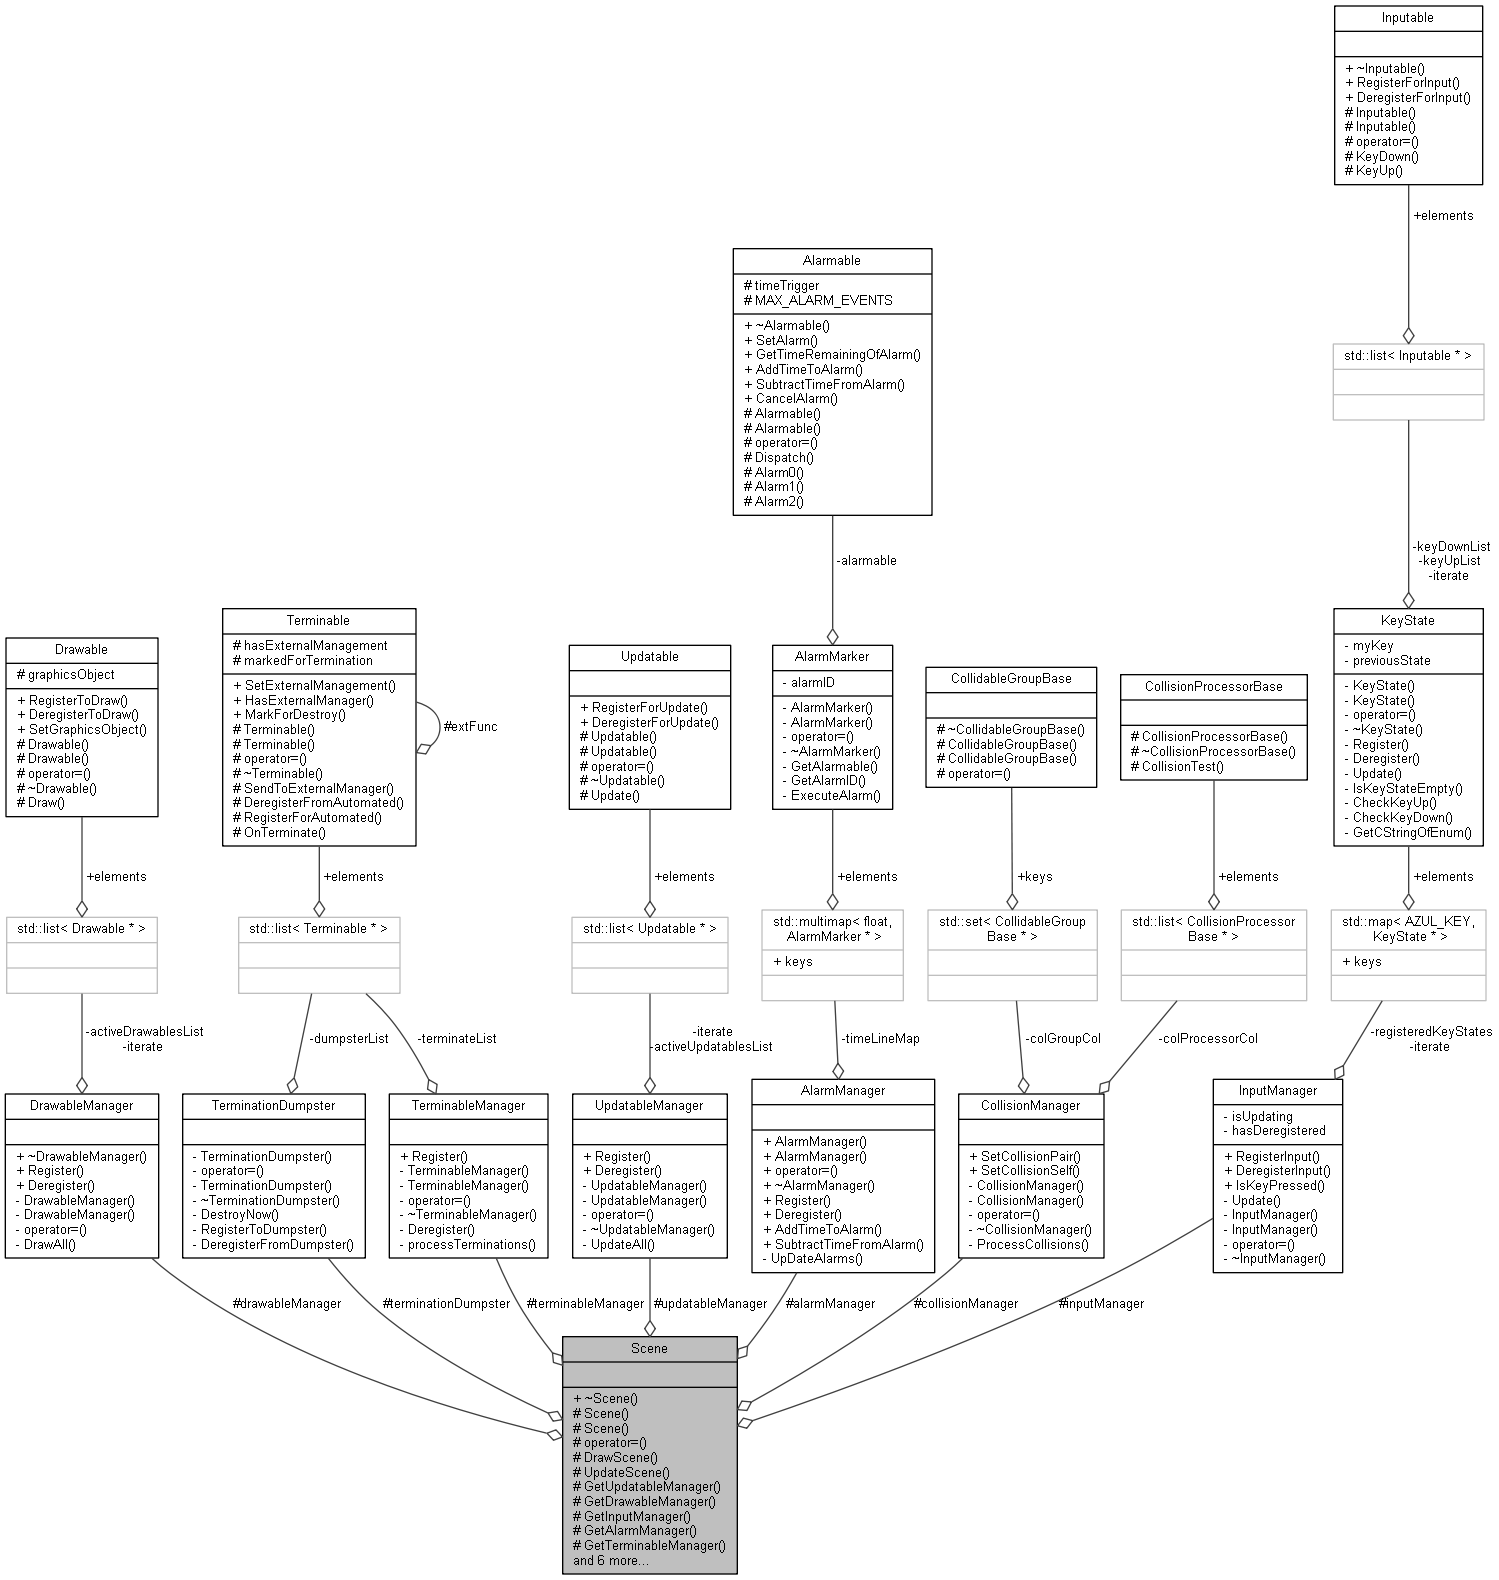 Inputable
+ ~Inputable()
+ RegisterForInput()
+ DeregisterForInput()
# Inputable()
# Inputable()
# operator=()
# KeyDown()
# KeyUp()
+elements
std::list< Inputable * >
-keyDownList
-keyUpList
-iterate
Alarmable
# timeTrigger
# MAX_ALARM_EVENTS
+ ~Alarmable()
+ SetAlarm()
+ GetTimeRemainingOfAlarm()
+ AddTimeToAlarm()
+ SubtractTimeFromAlarm()
+ CancelAlarm()
# Alarmable()
# Alarmable()
# operator=()
# Dispatch()
# Alarm0()
# Alarm1()
# Alarm2()
-alarmable
Drawable
# graphicsObject
+ RegisterToDraw()
+ DeregisterToDraw()
+ SetGraphicsObject()
# Drawable()
# Drawable()
# operator=()
# ~Drawable()
# Draw()
+elements
Terminable
# hasExternalManagement
# markedForTermination
+ SetExternalManagement()
+ HasExternalManager()
+ MarkForDestroy()
# Terminable()
# Terminable()
# operator=()
# ~Terminable()
# SendToExternalManager()
# DeregisterFromAutomated()
# RegisterForAutomated()
# OnTerminate()
#extFunc
+elements
Updatable
+ RegisterForUpdate()
+ DeregisterForUpdate()
# Updatable()
# Updatable()
# operator=()
# ~Updatable()
# Update()
+elements
AlarmMarker
- alarmID
- AlarmMarker()
- AlarmMarker()
- operator=()
- ~AlarmMarker()
- GetAlarmable()
- GetAlarmID()
- ExecuteAlarm()
+elements
CollidableGroupBase
# ~CollidableGroupBase()
# CollidableGroupBase()
# CollidableGroupBase()
# operator=()
+keys
CollisionProcessorBase
# CollisionProcessorBase()
# ~CollisionProcessorBase()
# CollisionTest()
+elements
KeyState
- myKey
- previousState
- KeyState()
- KeyState()
- operator=()
- ~KeyState()
- Register()
- Deregister()
- Update()
- IsKeyStateEmpty()
- CheckKeyUp()
- CheckKeyDown()
- GetCStringOfEnum()
+elements
std::list< Drawable * >
-activeDrawablesList
-iterate
std::list< Terminable * >
-dumpsterList
-terminateList
std::list< Updatable * >
-iterate
-activeUpdatablesList
std::multimap< float,
AlarmMarker * >
+ keys
-timeLineMap
std::set< CollidableGroup
Base * >
-colGroupCol
std::list< CollisionProcessor
Base * >
-colProcessorCol
std::map< AZUL_KEY,
KeyState * >
+ keys
-registeredKeyStates
-iterate
DrawableManager
+ ~DrawableManager()
+ Register()
+ Deregister()
- DrawableManager()
- DrawableManager()
- operator=()
- DrawAll()
#drawableManager
TerminationDumpster
- TerminationDumpster()
- operator=()
- TerminationDumpster()
- ~TerminationDumpster()
- DestroyNow()
- RegisterToDumpster()
- DeregisterFromDumpster()
#terminationDumpster
TerminableManager
+ Register()
- TerminableManager()
- TerminableManager()
- operator=()
- ~TerminableManager()
- Deregister()
- processTerminations()
#terminableManager
UpdatableManager
+ Register()
+ Deregister()
- UpdatableManager()
- UpdatableManager()
- operator=()
- ~UpdatableManager()
- UpdateAll()
#updatableManager
AlarmManager
+ AlarmManager()
+ AlarmManager()
+ operator=()
+ ~AlarmManager()
+ Register()
+ Deregister()
+ AddTimeToAlarm()
+ SubtractTimeFromAlarm()
- UpDateAlarms()
#alarmManager
CollisionManager
+ SetCollisionPair()
+ SetCollisionSelf()
- CollisionManager()
- CollisionManager()
- operator=()
- ~CollisionManager()
- ProcessCollisions()
#collisionManager
InputManager
- isUpdating
- hasDeregistered
+ RegisterInput()
+ DeregisterInput()
+ IsKeyPressed()
- Update()
- InputManager()
- InputManager()
- operator=()
- ~InputManager()
#inputManager
Scene
+ ~Scene()
# Scene()
# Scene()
# operator=()
# DrawScene()
# UpdateScene()
# GetUpdatableManager()
# GetDrawableManager()
# GetInputManager()
# GetAlarmManager()
# GetTerminableManager()
and 6 more...